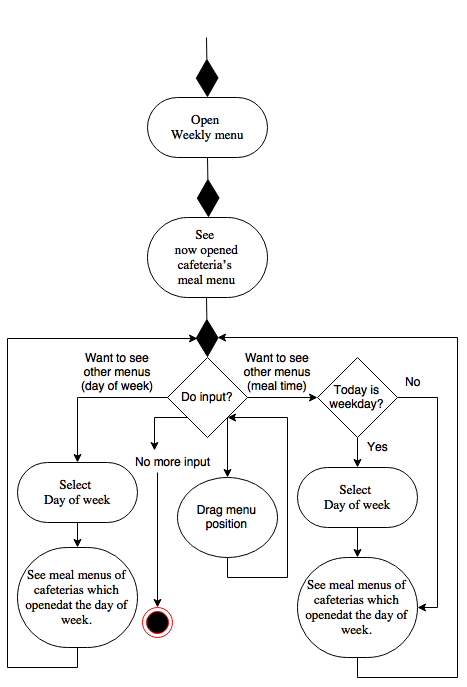 Open
Weekly menu
See
now opened
cafeteria's
meal menu
Want to see
other menus
(day of week)
Want to see
other menus
(meal time)
Do input?
Today is
weekday?
No
Yes
No more input
Select
Day of week
Drag menu
position
Select
Day of week
See meal menus of
cafeterias which
openedat the day of
week.
See meal menus of
cafeterias which
openedat the day of
week.